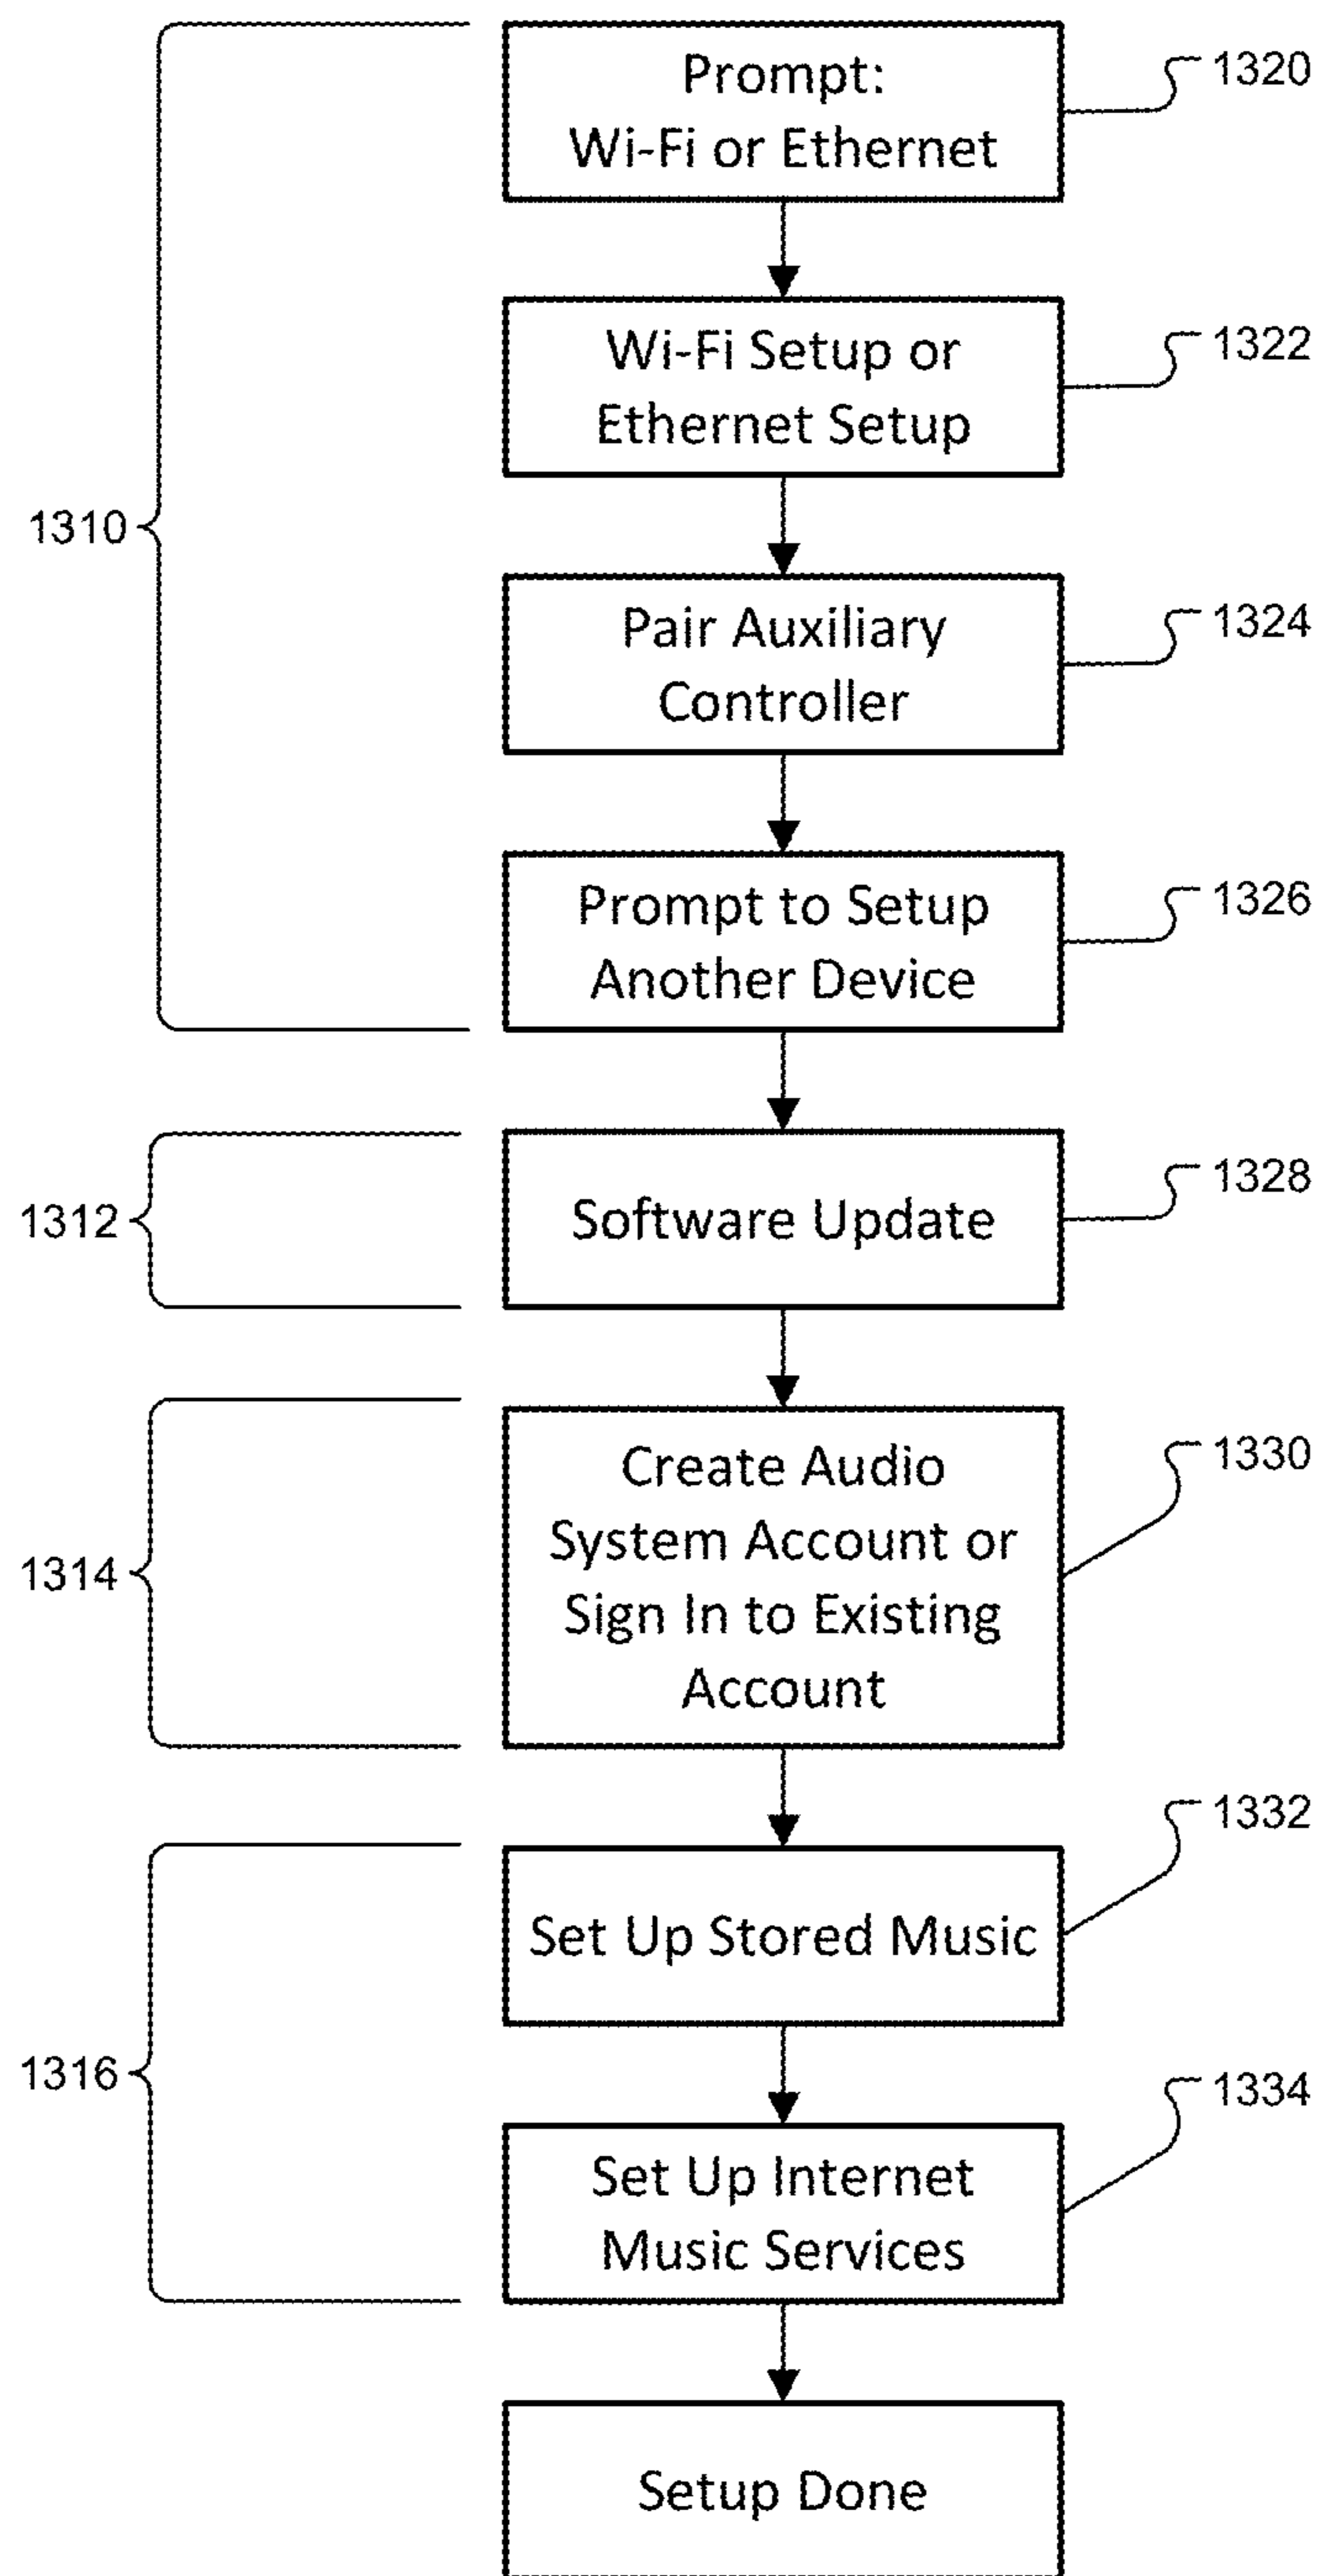 Prompt:
Wi-Fi or Ethernet
1320
Wi-Fi Setup or
Ethernet Setup
1322
1310
Pair Auxiliary
Controller
1324
Prompt to Setup
Another Device
1326
1312
Software Update
1328
1314
Create Audio
System Account or
Sign In to Existing
Account
1330
1316
Set Up Stored Music
1332
Set Up Internet
Music Services
1334
Setup Done